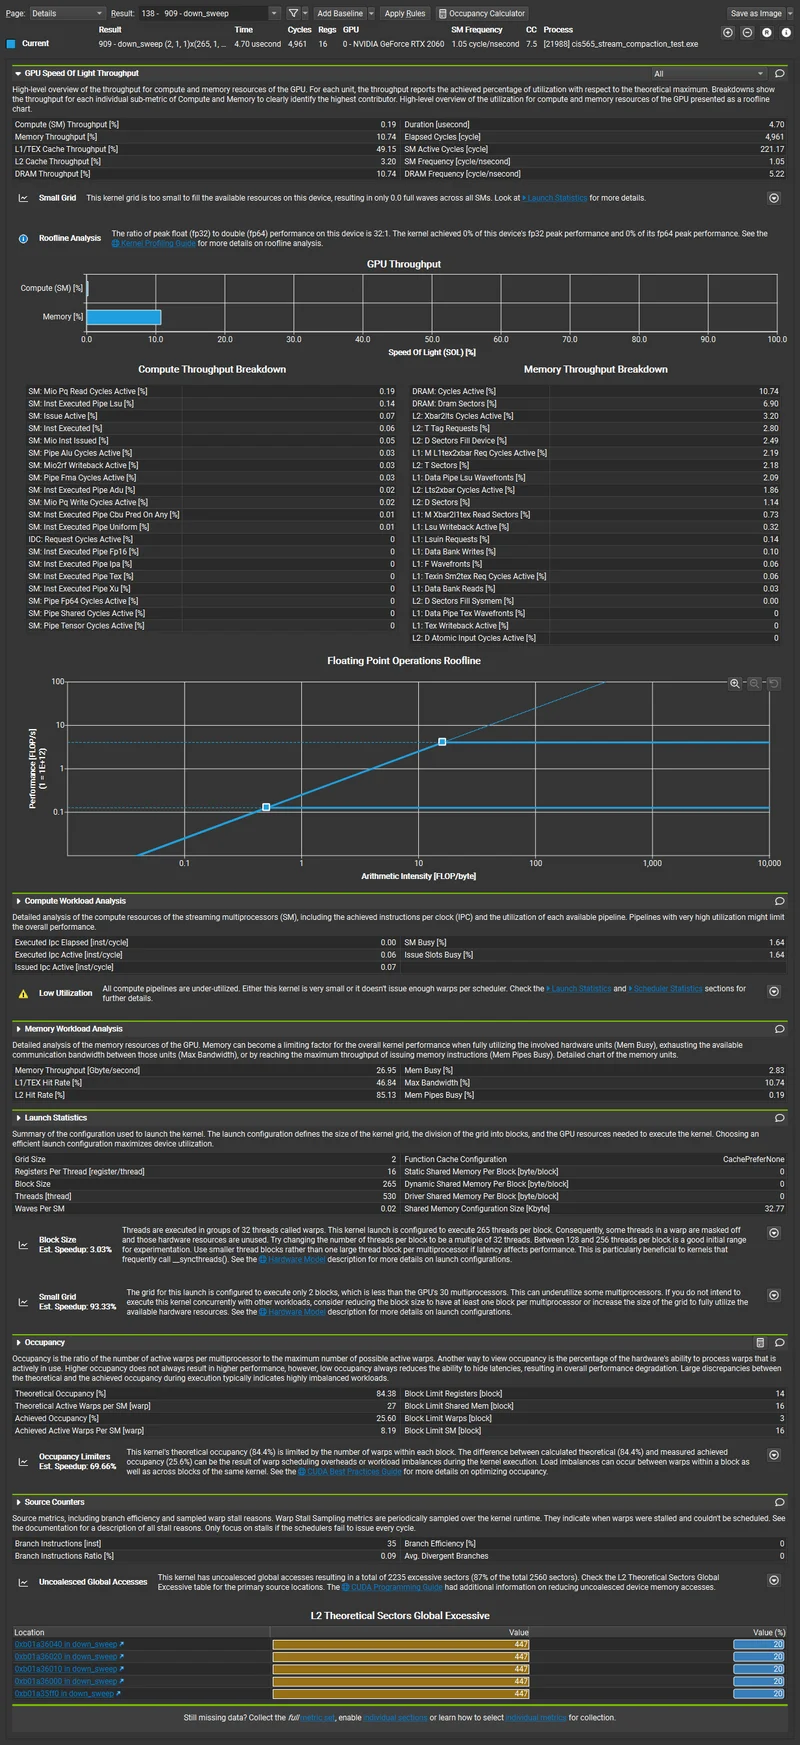 Page: Details Result: 138 - 909 - down_sweep Add Baseline Apply Rules Occupancy Calculator Save as Image
Result Time Cycles Regs GPU SM Frequency CC Process
Current 909 - down_sweep (2, 1, 1)x(265, 1, ... 4.70 usecond 4,961 16 0 - NVIDIA GeForce RTX 2060 1.05 cycle/nsecond 7.5 [21988] cis565_stream_compaction_test.exe
GPU Speed Of Light Throughput All
High-level overview of the throughput for compute and memory resources of the GPU. For each unit, the throughput reports the achieved percentage of utilization with respect to the theoretical maximum. Breakdowns show
the throughput for each individual sub-metric of Compute and Memory to clearly identify the highest contributor. High-level overview of the utilization for compute and memory resources of the GPU presented as a roofline
chart.
Compute (SM) Throughput [%] 0.19 Duration [usecond] 4.70
Memory Throughput [%] 10.74 Elapsed Cycles [cycle] 4,961
L1/TEX Cache Throughput [%] 49.15 SM Active Cycles [cycle] 221.17
L2 Cache Throughput [%] 3.20 SM Frequency [cycle/nsecond] 1.05
DRAM Throughput [%] 10.74 DRAM Frequency [cycle/nsecond] 5.22
Small Grid This kernel grid is too small to fill the available resources on this device, resulting in only 0.0 full waves across all SMs. Look at Launch Statistics for more details.
Roofline Analysis The ratio of peak float (fp32) to double (fp64) performance on this device is 32:1. The kernel achieved 0% of this device's fp32 peak performance and 0% of its fp64 peak performance. See the
Kernel Profiling Guide for more details on roofline analysis.
GPU Throughput
Compute (SM) [%]
Memory [%]
0.0 10.0 20.0 30.0 40.0 50.0 60.0 70.0 80.0 90.0 100.0
Speed Of Light (SOL) [%]
Compute Throughput Breakdown Memory Throughput Breakdown
SM: Mio Pq Read Cycles Active [%] 0.19 DRAM: Cycles Active [%] 10.74
SM: Inst Executed Pipe Lsu [%] 0.14 DRAM: Dram Sectors [%] 6.90
SM: Issue Active [%] 0.07 L2: Xbar2lts Cycles Active [%] 3.20
SM: Inst Executed [%] 0.06 L2: T Tag Requests [%] 2.80
SM: Mio Inst Issued [%] 0.05 L2: D Sectors Fill Device [%] 2.49
SM: Pipe Alu Cycles Active [%] 0.03 L1: M L1tex2xbar Req Cycles Active [%] 2.19
SM: Mio2rf Writeback Active [%] 0.03 L2: T Sectors [%] 2.18
SM: Pipe Fma Cycles Active [%] 0.03 L1: Data Pipe Lsu Wavefronts [%] 2.09
SM: Inst Executed Pipe Adu [%] 0.02 L2: Lts2xbar Cycles Active [%] 1.86
SM: Mio Pq Write Cycles Active [%] 0.02 L2: D Sectors [%] 1.14
SM: Inst Executed Pipe Cbu Pred On Any [%] 0.01 L1: M Xbar2l1tex Read Sectors [%] 0.73
SM: Inst Executed Pipe Uniform [%] 0.01 L1: Lsu Writeback Active [%] 0.32
IDC: Request Cycles Active [%] 0 L1: Lsuin Requests [%] 0.14
SM: Inst Executed Pipe Fp16 [%] 0 L1: Data Bank Writes [%] 0.10
SM: Inst Executed Pipe Ipa [%] 0 L1: F Wavefronts [%] 0.06
SM: Inst Executed Pipe Tex [%] 0 L1: Texin Sm2tex Req Cycles Active [%] 0.06
SM: Inst Executed Pipe Xu [%] 0 L1: Data Bank Reads [%] 0.03
SM: Pipe Fp64 Cycles Active [%] 0 L2: D Sectors Fill Sysmem [%] 0.00
SM: Pipe Shared Cycles Active [%] 0 L1: Data Pipe Tex Wavefronts [%] 0
SM: Pipe Tensor Cycles Active [%] 0 L1: Tex Writeback Active [%] 0
L2: D Atomic Input Cycles Active [%] 0
Floating Point Operations Roofline
100
10
1
0.1
Performance [FLOP/s]
(1 = 1E+12)
0.1 1 10 100 1,000 10,000
Arithmetic Intensity [FLOP/byte]
Compute Workload Analysis
Detailed analysis of the compute resources of the streaming multiprocessors (SM), including the achieved instructions per clock (IPC) and the utilization of each available pipeline. Pipelines with very high utilization might limit
the overall performance.
Executed Ipc Elapsed [inst/cycle] 0.00 SM Busy [%] 1.64
Executed Ipc Active [inst/cycle] 0.06 Issue Slots Busy [%] 1.64
Issued Ipc Active [inst/cycle] 0.07
Low Utilization All compute pipelines are under-utilized. Either this kernel is very small or it doesn't issue enough warps per scheduler. Check the Launch Statistics and Scheduler Statistics sections for
further details.
Memory Workload Analysis
Detailed analysis of the memory resources of the GPU. Memory can become a limiting factor for the overall kernel performance when fully utilizing the involved hardware units (Mem Busy), exhausting the available
communication bandwidth between those units (Max Bandwidth), or by reaching the maximum throughput of issuing memory instructions (Mem Pipes Busy). Detailed chart of the memory units.
Memory Throughput [Gbyte/second] 26.95 Mem Busy [%] 2.83
L1/TEX Hit Rate [%] 46.84 Max Bandwidth [%] 10.74
L2 Hit Rate [%] 85.13 Mem Pipes Busy [%] 0.19
Launch Statistics
Summary of the configuration used to launch the kernel. The launch configuration defines the size of the kernel grid, the division of the grid into blocks, and the GPU resources needed to execute the kernel. Choosing an
efficient launch configuration maximizes device utilization.
Grid Size 2 Function Cache Configuration CachePreferNone
Registers Per Thread [register/thread] 16 Static Shared Memory Per Block [byte/block] 0
Block Size 265 Dynamic Shared Memory Per Block [byte/block] 0
Threads [thread] 530 Driver Shared Memory Per Block [byte/block] 0
Waves Per SM 0.02 Shared Memory Configuration Size [Kbyte] 32.77
Block Size
Est. Speedup: 3.03%
Threads are executed in groups of 32 threads called warps. This kernel launch is configured to execute 265 threads per block. Consequently, some threads in a warp are masked off
and those hardware resources are unused. Try changing the number of threads per block to be a multiple of 32 threads. Between 128 and 256 threads per block is a good initial range
for experimentation. Use smaller thread blocks rather than one large thread block per multiprocessor if latency affects performance. This is particularly beneficial to kernels that
frequently call __syncthreads(). See the Hardware Model description for more details on launch configurations.
Small Grid
Est. Speedup: 93.33%
The grid for this launch is configured to execute only 2 blocks, which is less than the GPU's 30 multiprocessors. This can underutilize some multiprocessors. If you do not intend to
execute this kernel concurrently with other workloads, consider reducing the block size to have at least one block per multiprocessor or increase the size of the grid to fully utilize the
available hardware resources. See the Hardware Model description for more details on launch configurations.
Occupancy
Occupancy is the ratio of the number of active warps per multiprocessor to the maximum number of possible active warps. Another way to view occupancy is the percentage of the hardware's ability to process warps that is
actively in use. Higher occupancy does not always result in higher performance, however, low occupancy always reduces the ability to hide latencies, resulting in overall performance degradation. Large discrepancies between
the theoretical and the achieved occupancy during execution typically indicates highly imbalanced workloads.
Theoretical Occupancy [%] 84.38 Block Limit Registers [block] 14
Theoretical Active Warps per SM [warp] 27 Block Limit Shared Mem [block] 16
Achieved Occupancy [%] 25.60 Block Limit Warps [block] 3
Achieved Active Warps Per SM [warp] 8.19 Block Limit SM [block] 16
Occupancy Limiters
Est. Speedup: 69.66%
This kernel's theoretical occupancy (84.4%) is limited by the number of warps within each block. The difference between calculated theoretical (84.4%) and measured achieved
occupancy (25.6%) can be the result of warp scheduling overheads or workload imbalances during the kernel execution. Load imbalances can occur between warps within a block as
well as across blocks of the same kernel. See the CUDA Best Practices Guide for more details on optimizing occupancy.
Source Counters
Source metrics, including branch efficiency and sampled warp stall reasons. Warp Stall Sampling metrics are periodically sampled over the kernel runtime. They indicate when warps were stalled and couldn't be scheduled. See
the documentation for a description of all stall reasons. Only focus on stalls if the schedulers fail to issue every cycle.
Branch Instructions [inst] 35 Branch Efficiency [%] 0
Branch Instructions Ratio [%] 0.09 Avg. Divergent Branches 0
Uncoalesced Global Accesses This kernel has uncoalesced global accesses resulting in a total of 2235 excessive sectors (87% of the total 2560 sectors). Check the L2 Theoretical Sectors Global
Excessive table for the primary source locations. The CUDA Programming Guide had additional information on reducing uncoalesced device memory accesses.
L2 Theoretical Sectors Global Excessive
Location Value Value (%)
0xb01a36040 in down_sweep 447 20
0xb01a36020 in down_sweep 447 20
0xb01a36010 in down_sweep 447 20
0xb01a36000 in down_sweep 447 20
0xb01a35ff0 in down_sweep 447 20
Still missing data? Collect the full metric set, enable individual sections or learn how to select individual metrics for collection.